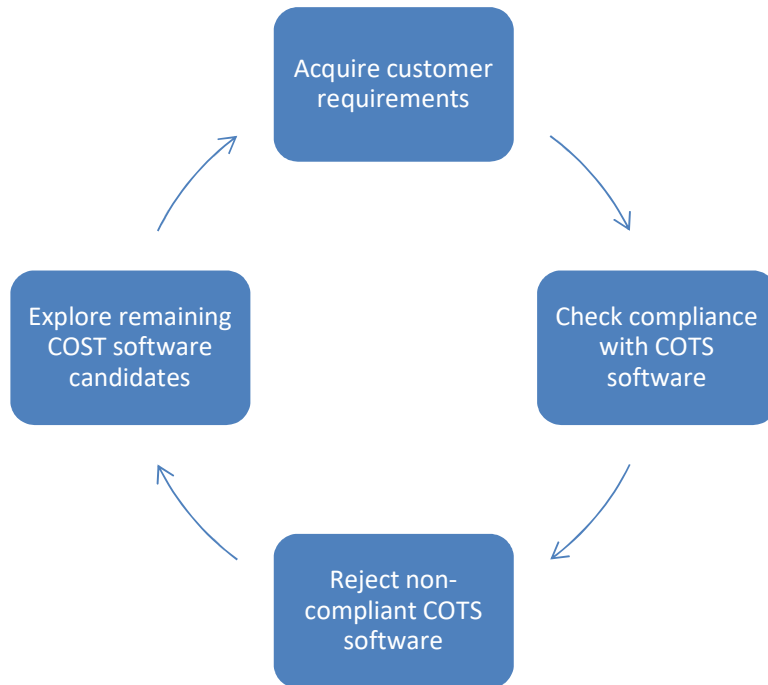 Acquire customer
requirements
Check compliance
with COTS
software
Reject non-
compliant COTS
software
Explore remaining
COST software
candidates